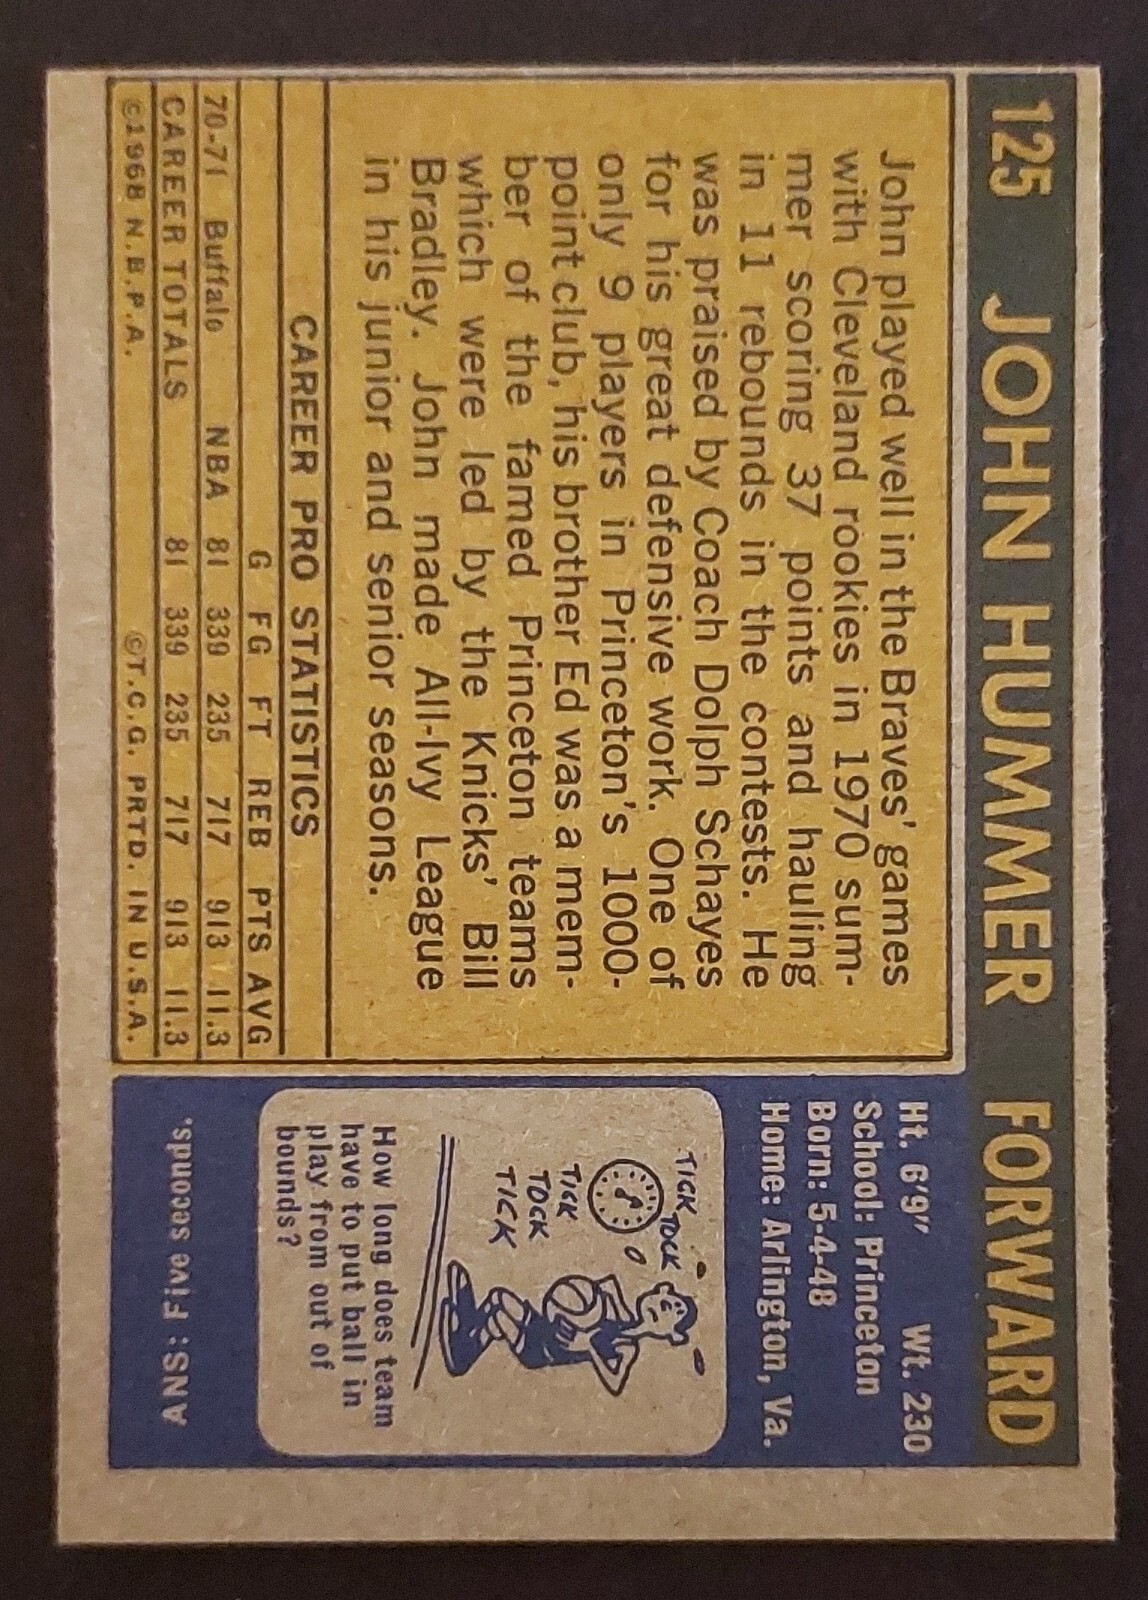 125 JOHN HUMMER FORWARD
John played well in the Braves' games
with Cleveland rookies in 1970 sum-
mer scoring 37 points and hauling
in 11 rebounds in the contests. He
was praised by Coach Dolph Schayes
for his great defensive work. One of
only 9 players in Princeton's 1000-
point club, his brother Ed was a mem-
ber of the famed Princeton teams
which were led by the Knicks' Bill
Bradley. John made All-Ivy League
in his junior and senior seasons.
CAREER PRO STATISTICS
G FG FT REB PTS AVG
70-71 Buffalo NBA 81 339 235 717 913 11.3
CAREER TOTALS 81 339 235 717 913 11.3
©1968 N.B.P.A. ©T.C.G. PRTD. IN U.S.A.
Ht. 6'9" Wt. 230
School: Princeton
Born: 5-4-48
Home: Arlington, Va.
TICK
TOCK
TICK
TOCK
TICK
How long does team
have to put ball in
play from out of
bounds?
ANS: Five seconds.